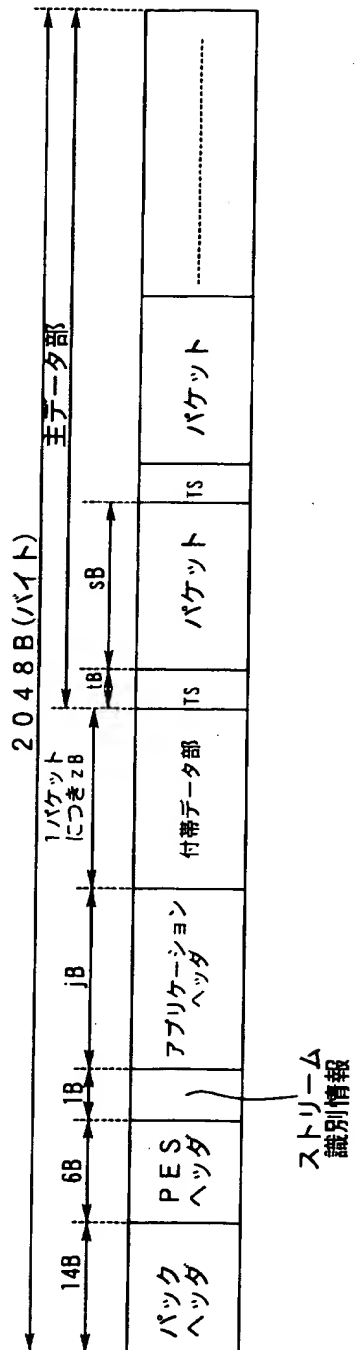 2048B(バイト)
主データ部
1パケット
につきzB
14B
6B
1B
jB
tB
sB
パック
ヘッダ
PES
ヘッダ
アプリケーション
ヘッダ
付帯データ部
TS
パケット
TS
パケット
ストリーム
識別情報